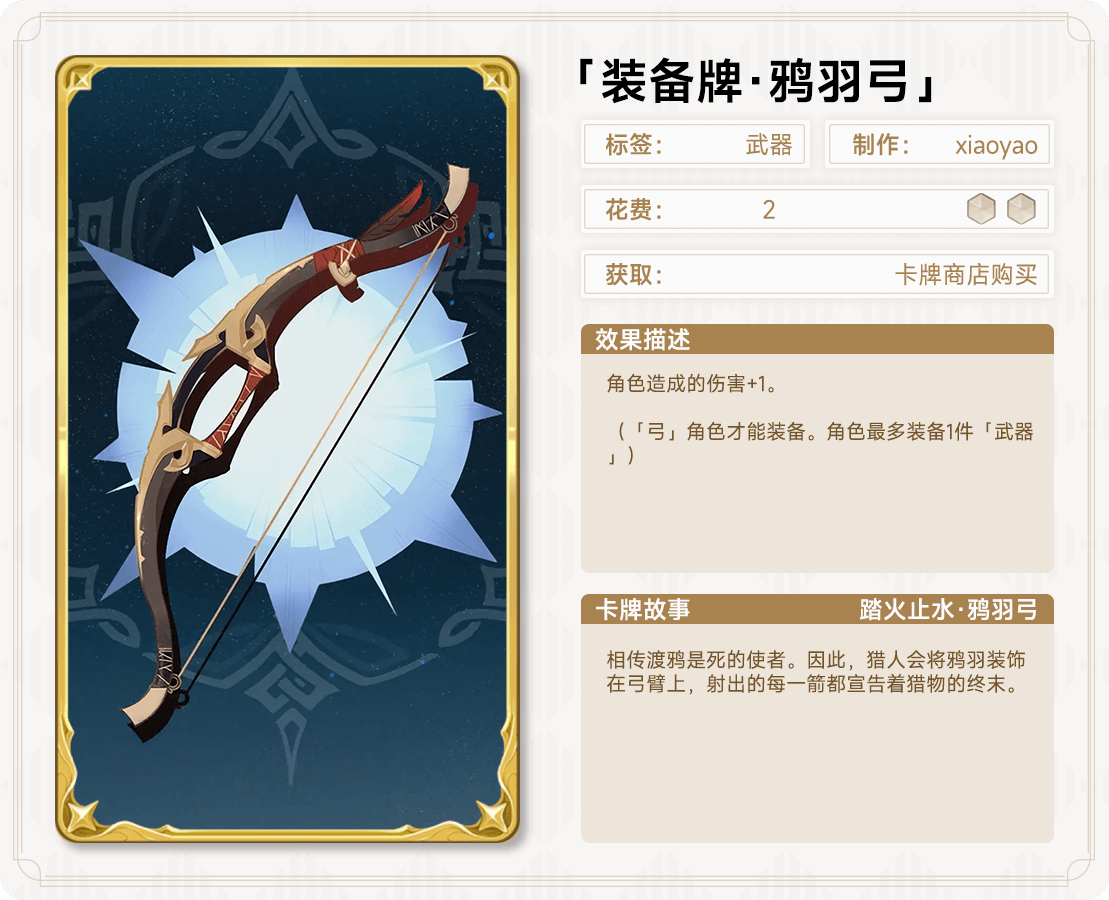 「装备牌·鸦羽弓」
标签： 武器 制作： xiaoyao
花费： 2
获取： 卡牌商店购买
效果描述
角色造成的伤害+1。
（「弓」角色才能装备。角色最多装备1件「武器
」）
卡牌故事 踏火止水·鸦羽弓
相传渡鸦是死的使者。因此，猎人会将鸦羽装饰
在弓臂上，射出的每一箭都宣告着猎物的终末。